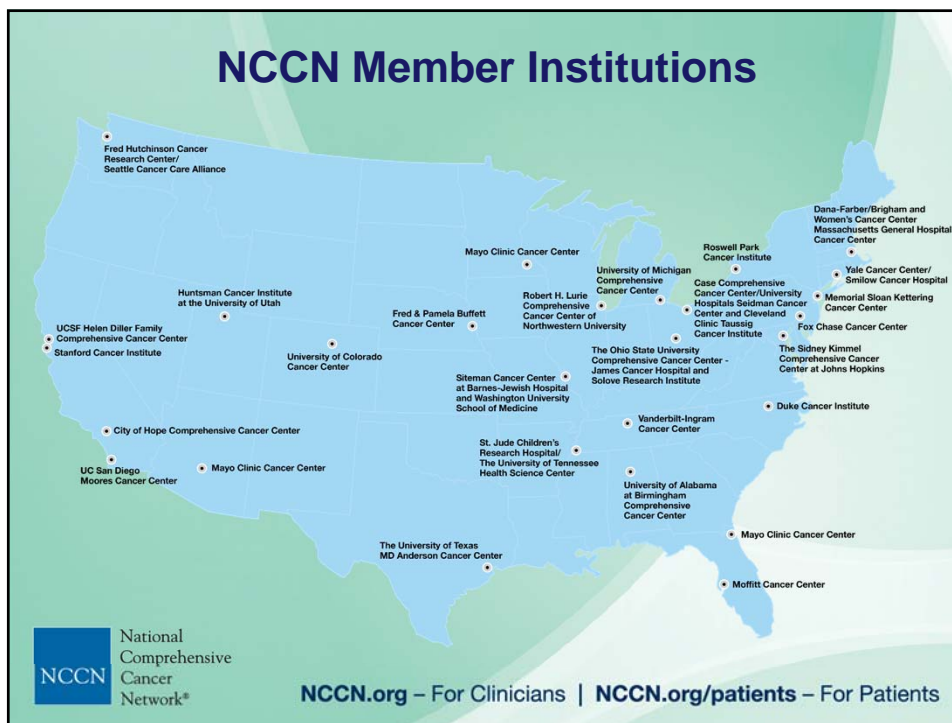 NCCN Member Institutions
Fred Hutchinson Cancer
Research Center/
Seattle Cancer Care Alliance
Dana-Farber/Brigham and
Women's Cancer Center
Massachusetts General Hospital
Cancer Center
Mayo Clinic Cancer Center
Roswell Park
Cancer Institute
Yale Cancer Center/
Smilow Cancer Hospital
University of Michigan
Comprehensive
Cancer Center
Case Comprehensive
Cancer Center/University
Hospitals Seidman Cancer
Center and Cleveland
Clinic Taussig
Cancer Institute
Huntsman Cancer Institute
at the University of Utah
Robert H. Lurie
Comprehensive
Cancer Center of
Northwestern University
Memorial Sloan Kettering
Cancer Center
Fred & Pamela Buffett
Cancer Center
Fox Chase Cancer Center
UCSF Helen Diller Family
Comprehensive Cancer Center
Stanford Cancer Institute
University of Colorado
Cancer Center
The Ohio State University
Comprehensive Cancer Center -
James Cancer Hospital and
Solove Research Institute
The Sidney Kimmel
Comprehensive Cancer
Center at Johns Hopkins
Siteman Cancer Center
at Barnes-Jewish Hospital
and Washington University
School of Medicine
Duke Cancer Institute
Vanderbilt-Ingram
Cancer Center
City of Hope Comprehensive Cancer Center
St. Jude Children's
Research Hospital/
The University of Tennessee
Health Science Center
UC San Diego
Moores Cancer Center
Mayo Clinic Cancer Center
University of Alabama
at Birmingham
Comprehensive
Cancer Center
Mayo Clinic Cancer Center
The University of Texas
MD Anderson Cancer Center
Moffitt Cancer Center
NCCN
National
Comprehensive
Cancer
Network®
NCCN.org – For Clinicians | NCCN.org/patients – For Patients